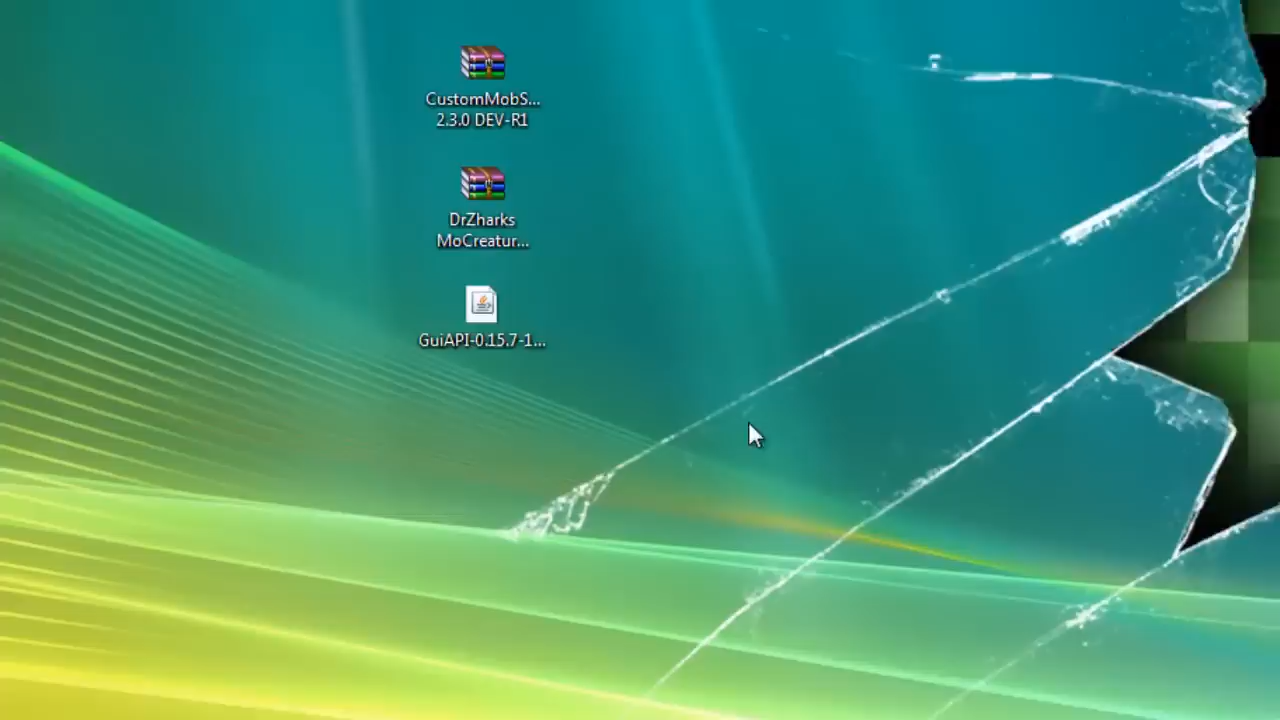 CustomMobS...
2.3.0 DEV-R1
DrZharks
MoCreatur...
GuiAPI-0.15.7-1...